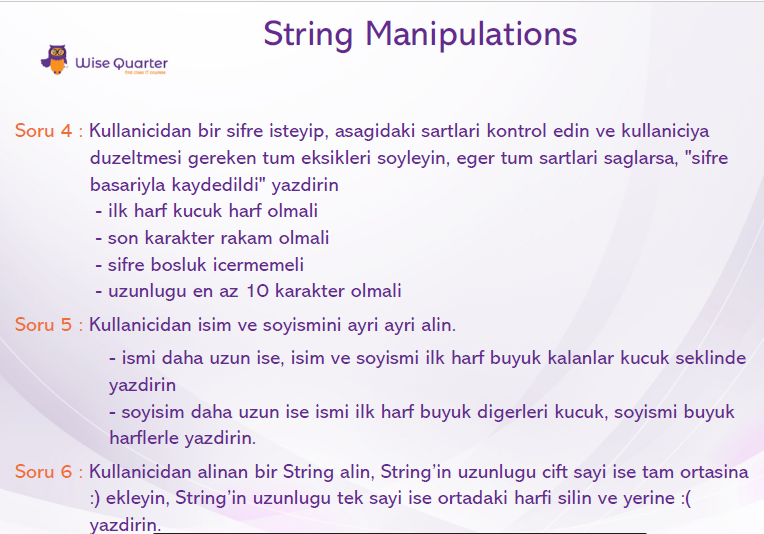 String Manipulations
Wise Quarter
first class IT courses
Soru 4 : Kullanicidan bir sifre isteyip, asagidaki sartlari kontrol edin ve kullaniciya
duzeltmesi gereken tum eksikleri soyleyin, eger tum sartlari saglarsa, "sifre
basariyla kaydedildi" yazdirin
- ilk harf kucuk harf olmali
- son karakter rakam olmali
- sifre bosluk icermemeli
- uzunlugu en az 10 karakter olmali
Soru 5 : Kullanicidan isim ve soyismini ayri ayri alin.
- ismi daha uzun ise, isim ve soyismi ilk harf buyuk kalanlar kucuk seklinde
yazdirin
- soyisim daha uzun ise ismi ilk harf buyuk digerleri kucuk, soyismi buyuk
harflerle yazdirin.
Soru 6 : Kullanicidan alinan bir String alin, String’in uzunlugu cift sayi ise tam ortasina
:) ekleyin, String’in uzunlugu tek sayi ise ortadaki harfi silin ve yerine :(
yazdirin.